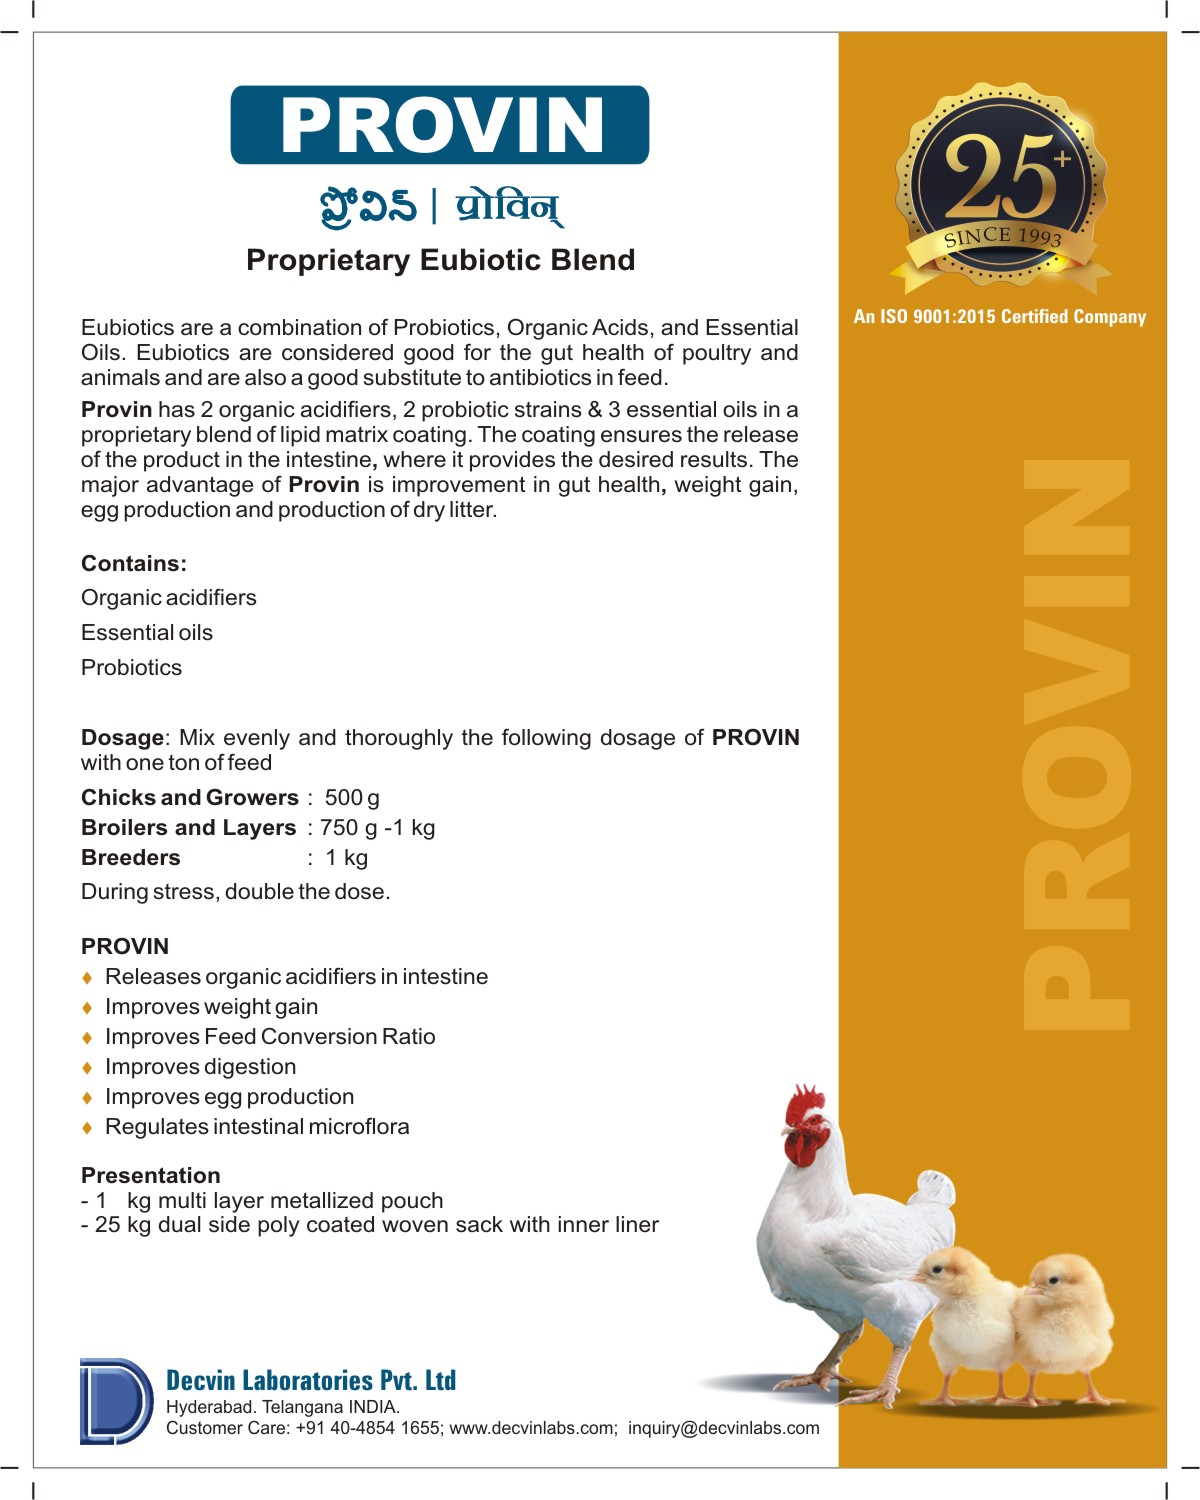 PROVIN
ప్రోవిన్ | प्रोविन्
Proprietary Eubiotic Blend
Eubiotics are a combination of Probiotics, Organic Acids, and Essential
Oils. Eubiotics are considered good for the gut health of poultry and
animals and are also a good substitute to antibiotics in feed.
Provin has 2 organic acidifiers, 2 probiotic strains & 3 essential oils in a
proprietary blend of lipid matrix coating. The coating ensures the release
of the product in the intestine, where it provides the desired results. The
major advantage of Provin is improvement in gut health, weight gain,
egg production and production of dry litter.
Contains:
Organic acidifiers
Essential oils
Probiotics
Dosage: Mix evenly and thoroughly the following dosage of PROVIN
with one ton of feed
Chicks and Growers : 500 g
Broilers and Layers : 750 g -1 kg
Breeders : 1 kg
During stress, double the dose.
PROVIN
♦ Releases organic acidifiers in intestine
♦ Improves weight gain
♦ Improves Feed Conversion Ratio
♦ Improves digestion
♦ Improves egg production
♦ Regulates intestinal microflora
Presentation
- 1 kg multi layer metallized pouch
- 25 kg dual side poly coated woven sack with inner liner
Decvin Laboratories Pvt. Ltd
Hyderabad. Telangana INDIA.
Customer Care: +91 40-4854 1655; www.decvinlabs.com; inquiry@decvinlabs.com
25+
SINCE 1993
An ISO 9001:2015 Certified Company
PROVIN